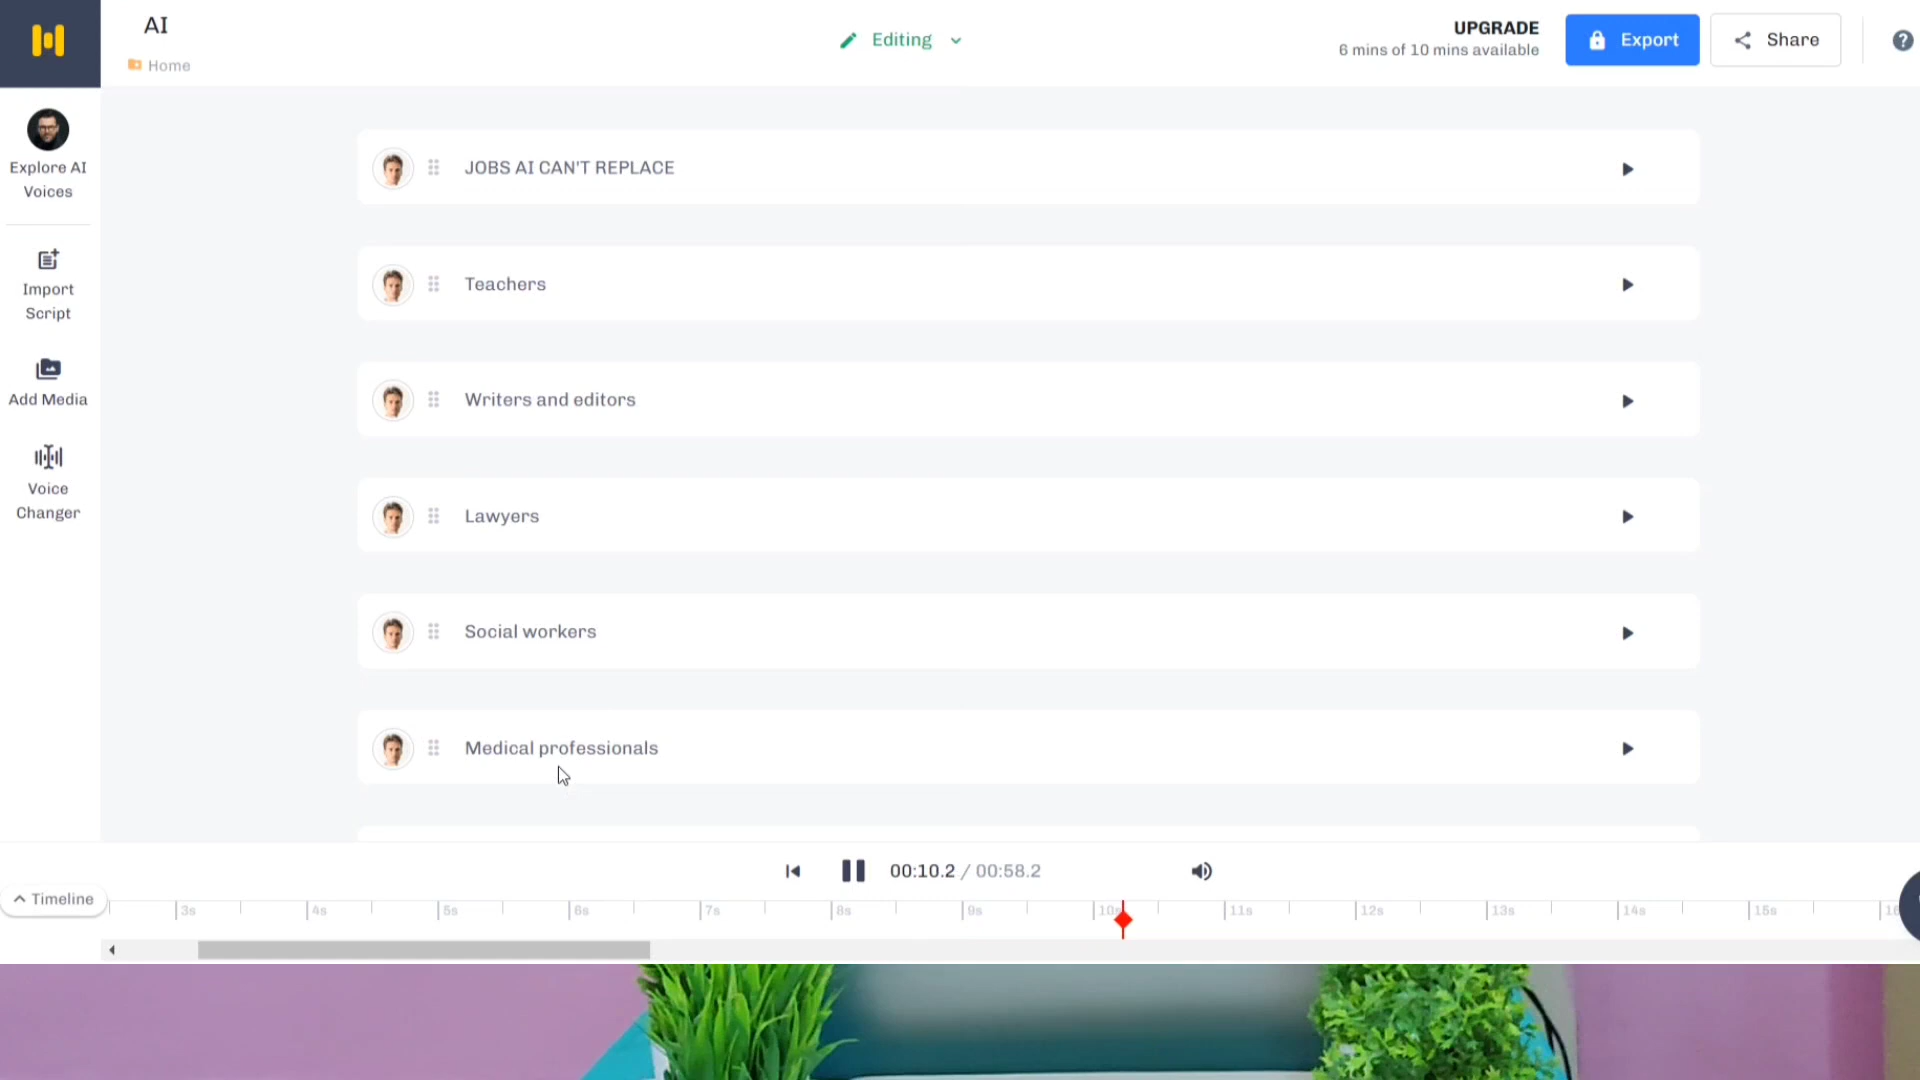 AI
Home
Editing
UPGRADE
6 mins of 10 mins available
Export
Share
?
Explore AI
Voices
Import
Script
Add Media
Voice
Changer
JOBS AI CAN'T REPLACE
Teachers
Writers and editors
Lawyers
Social workers
Medical professionals
00:10.2 / 00:58.2
Timeline
3s 4s 5s 6s 7s 8s 9s 10s 11s 12s 13s 14s 15s